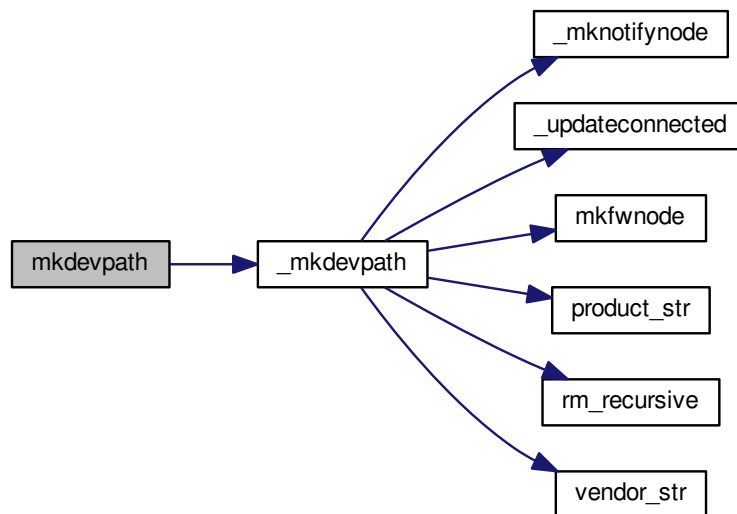 mkdevpath
_mkdevpath
_mknotifynode
_updateconnected
mkfwnode
product_str
rm_recursive
vendor_str